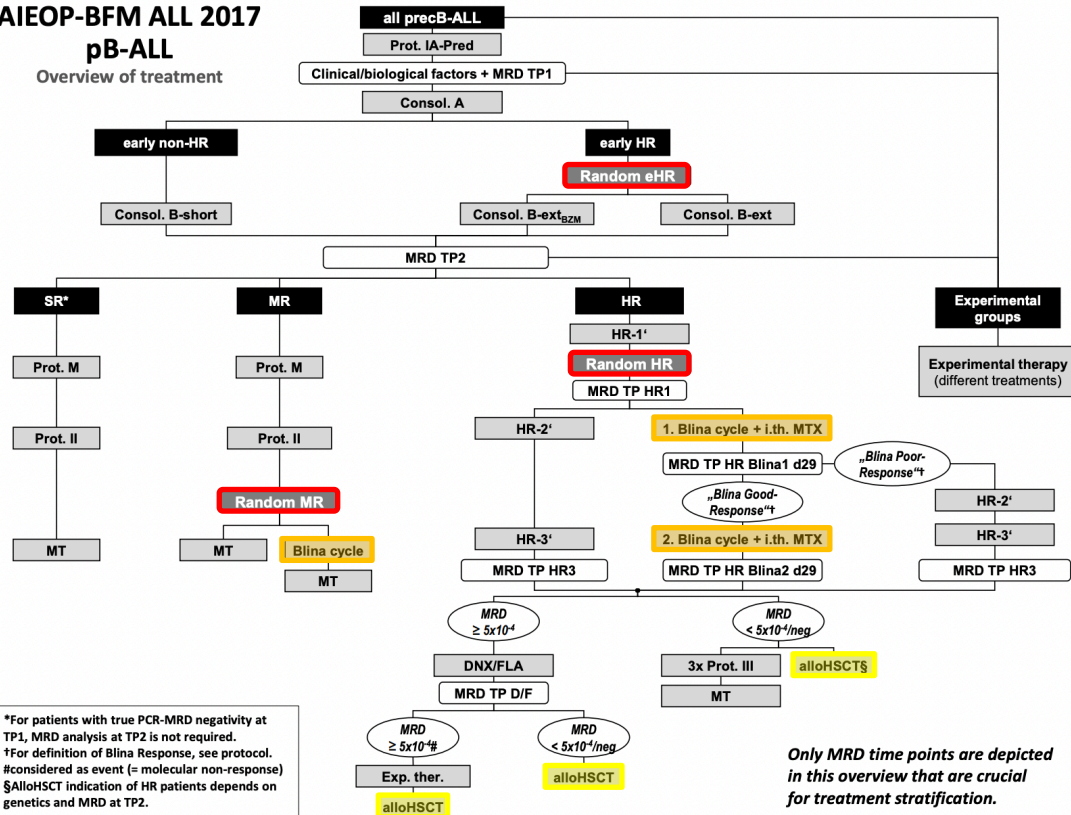 AIEOP-BFM ALL 2017
pB-ALL
Overview of treatment
all precB-ALL
Prot. IA-Pred
Clinical/biological factors + MRD TP1
Consol. A
early non-HR
early HR
Random eHR
Consol. B-short
Consol. B-extBZM
Consol. B-ext
MRD TP2
SR*
MR
HR
Experimental
groups
HR-1‘
Random HR
MRD TP HR1
Prot. M
Prot. M
Experimental therapy
(different treatments)
HR-2‘
1. Blina cycle + i.th. MTX
Prot. II
Prot. II
MRD TP HR Blina1 d29
„Blina Poor-
Response“†
Random MR
„Blina Good-
Response“†
HR-2‘
MT
MT
Blina cycle
HR-3‘
2. Blina cycle + i.th. MTX
HR-3‘
MT
MRD TP HR3
MRD TP HR Blina2 d29
MRD TP HR3
MRD
≥ 5x10-4
MRD
< 5x10-4/neg
DNX/FLA
3x Prot. III
alloHSCT§
MRD TP D/F
MT
MRD
≥ 5x10-4#
MRD
< 5x10-4/neg
Exp. ther.
alloHSCT
alloHSCT
*For patients with true PCR-MRD negativity at
TP1, MRD analysis at TP2 is not required.
†For definition of Blina Response, see protocol.
#considered as event (= molecular non-response)
§AlloHSCT indication of HR patients depends on
genetics and MRD at TP2.
Only MRD time points are depicted
in this overview that are crucial
for treatment stratification.